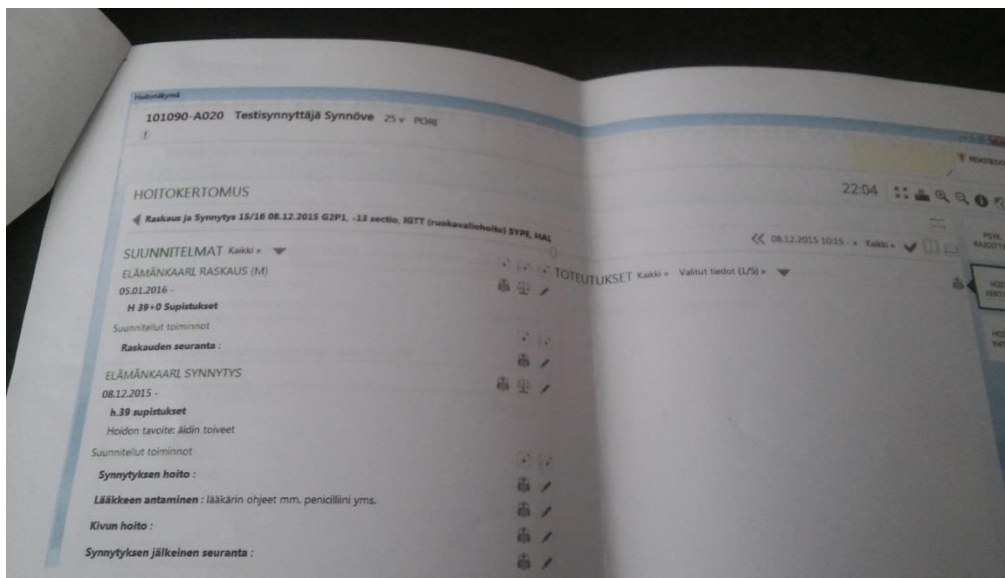 Hoitonäkymä
101090-A020 Testisynnyttäjä Synnöve 25 v PORI
HOITOKERTOMUS
22:04
Raskaus ja Synnytys 15/16 08.12.2015 G2P1, -13 sectio, IGTT (ruokavaliohoito) SYPE, HAL
08.12.2015 10:15 - » Kaikki »
SUUNNITELMAT Kaikki »
TOTEUTUKSET Kaikki » Valitut tiedot (1/5) »
ELÄMÄNKAARI, RASKAUS (M)
05.01.2016 -
H 39+0 Supistukset
Suunnitellut toiminnot
Raskauden seuranta :
ELÄMÄNKAARI, SYNNYTYS
08.12.2015 -
h.39 supistukset
Hoidon tavoite: äidin toiveet
Suunnitellut toiminnot
Synnytyksen hoito :
Lääkkeen antaminen : lääkärin ohjeet mm. penicilliini yms.
Kivun hoito :
Synnytyksen jälkeinen seuranta :